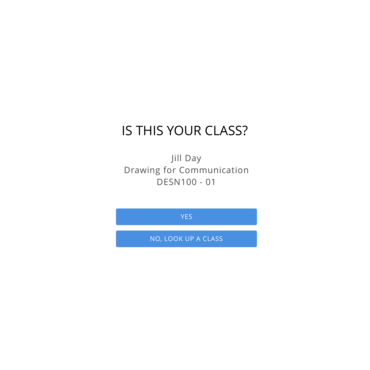 IS THIS YOUR CLASS?
Jill Day
Drawing for Communication
DESN100 - 01
YES
NO, LOOK UP A CLASS